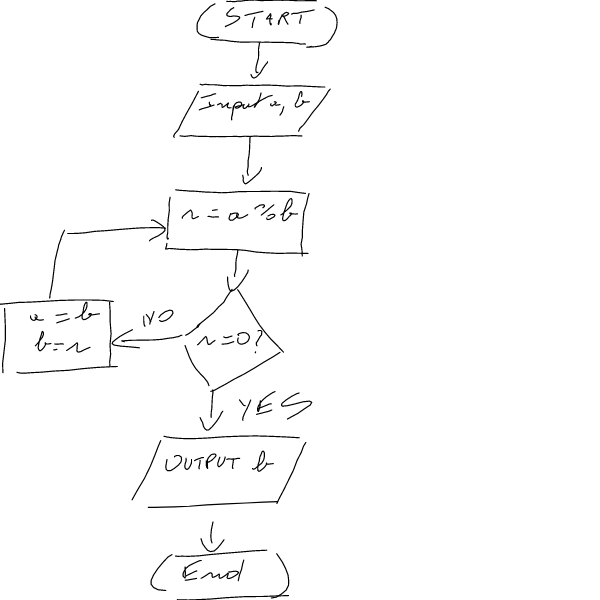 START
Input a, b
r = a % b
r = 0?
NO
a = b
b = r
YES
OUTPUT b
End